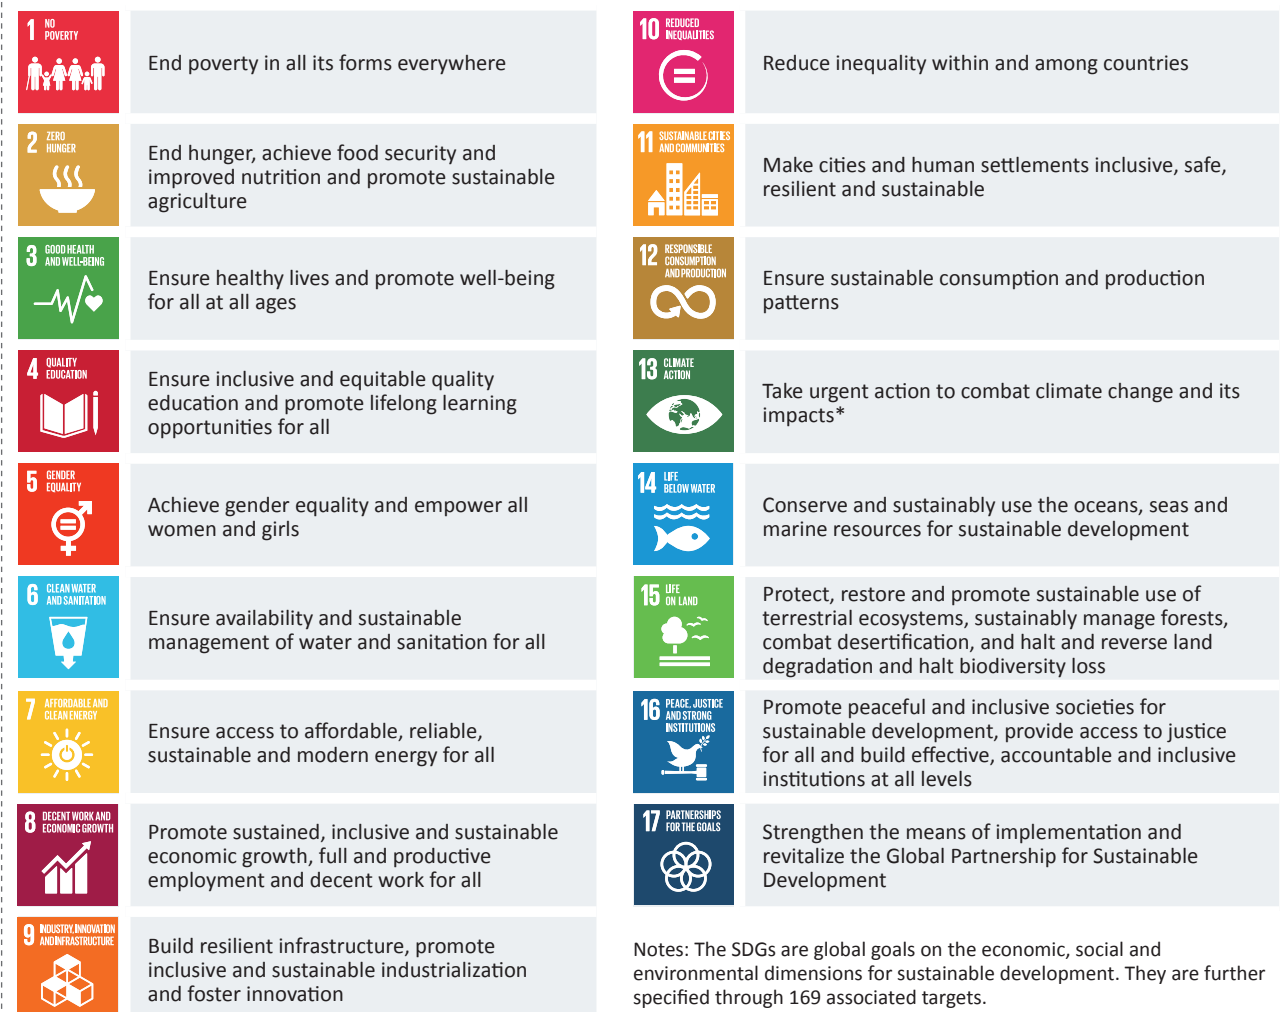 1 NO
POVERTY
End poverty in all its forms everywhere
2 ZERO
HUNGER
End hunger, achieve food security and
improved nutrition and promote sustainable
agriculture
3 GOOD HEALTH
AND WELL-BEING
Ensure healthy lives and promote well-being
for all at all ages
4 QUALITY
EDUCATION
Ensure inclusive and equitable quality
education and promote lifelong learning
opportunities for all
5 GENDER
EQUALITY
Achieve gender equality and empower all
women and girls
6 CLEAN WATER
AND SANITATION
Ensure availability and sustainable
management of water and sanitation for all
7 AFFORDABLE AND
CLEAN ENERGY
Ensure access to affordable, reliable,
sustainable and modern energy for all
8 DECENT WORK AND
ECONOMIC GROWTH
Promote sustained, inclusive and sustainable
economic growth, full and productive
employment and decent work for all
9 INDUSTRY, INNOVATION
AND INFRASTRUCTURE
Build resilient infrastructure, promote
inclusive and sustainable industrialization
and foster innovation
10 REDUCED
INEQUALITIES
Reduce inequality within and among countries
11 SUSTAINABLE CITIES
AND COMMUNITIES
Make cities and human settlements inclusive, safe,
resilient and sustainable
12 RESPONSIBLE
CONSUMPTION
AND PRODUCTION
Ensure sustainable consumption and production
patterns
13 CLIMATE
ACTION
Take urgent action to combat climate change and its
impacts*
14 LIFE
BELOW WATER
Conserve and sustainably use the oceans, seas and
marine resources for sustainable development
15 LIFE
ON LAND
Protect, restore and promote sustainable use of
terrestrial ecosystems, sustainably manage forests,
combat desertification, and halt and reverse land
degradation and halt biodiversity loss
16 PEACE, JUSTICE
AND STRONG
INSTITUTIONS
Promote peaceful and inclusive societies for
sustainable development, provide access to justice
for all and build effective, accountable and inclusive
institutions at all levels
17 PARTNERSHIPS
FOR THE GOALS
Strengthen the means of implementation and
revitalize the Global Partnership for Sustainable
Development
Notes: The SDGs are global goals on the economic, social and
environmental dimensions for sustainable development. They are further
specified through 169 associated targets.